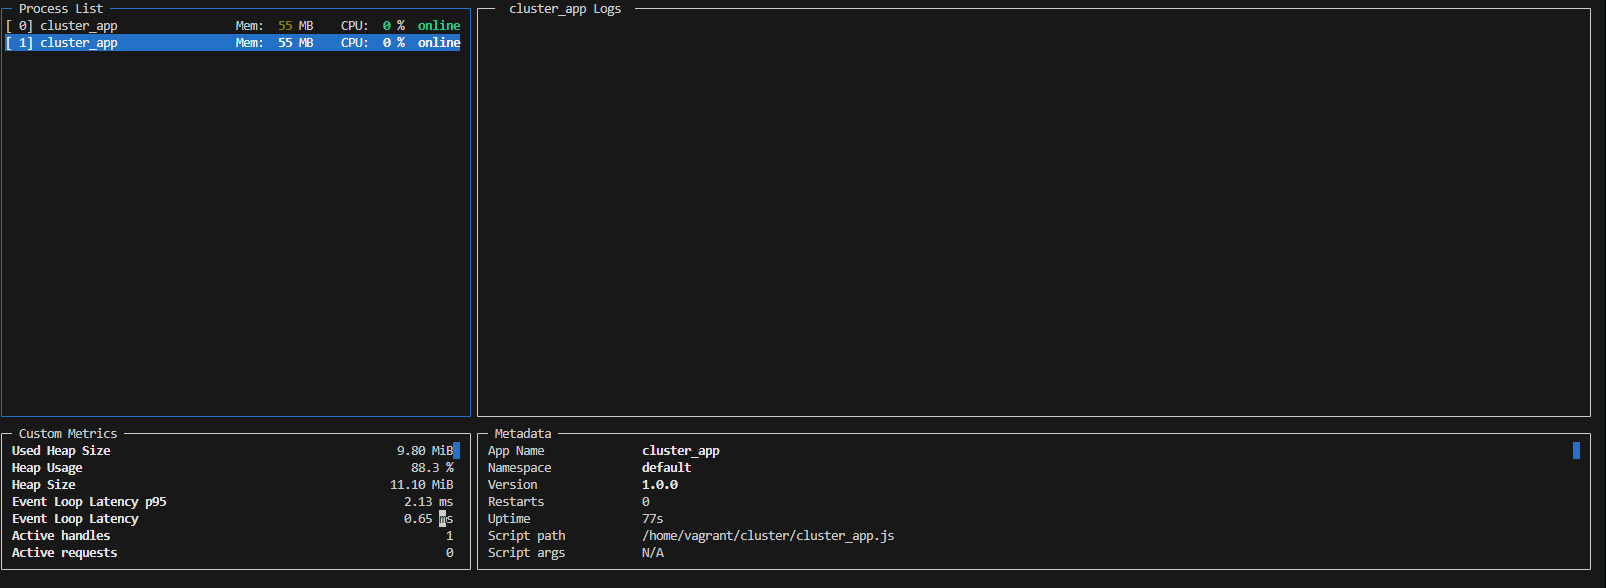 Process List
[ 0] cluster_app Mem: 55 MB CPU: 0 % online
[ 1] cluster_app Mem: 55 MB CPU: 0 % online
cluster_app Logs
Custom Metrics
Used Heap Size 9.80 MiB
Heap Usage 88.3 %
Heap Size 11.10 MiB
Event Loop Latency p95 2.13 ms
Event Loop Latency 0.65 ms
Active handles 1
Active requests 0
Metadata
App Name cluster_app
Namespace default
Version 1.0.0
Restarts 0
Uptime 77s
Script path /home/vagrant/cluster/cluster_app.js
Script args N/A